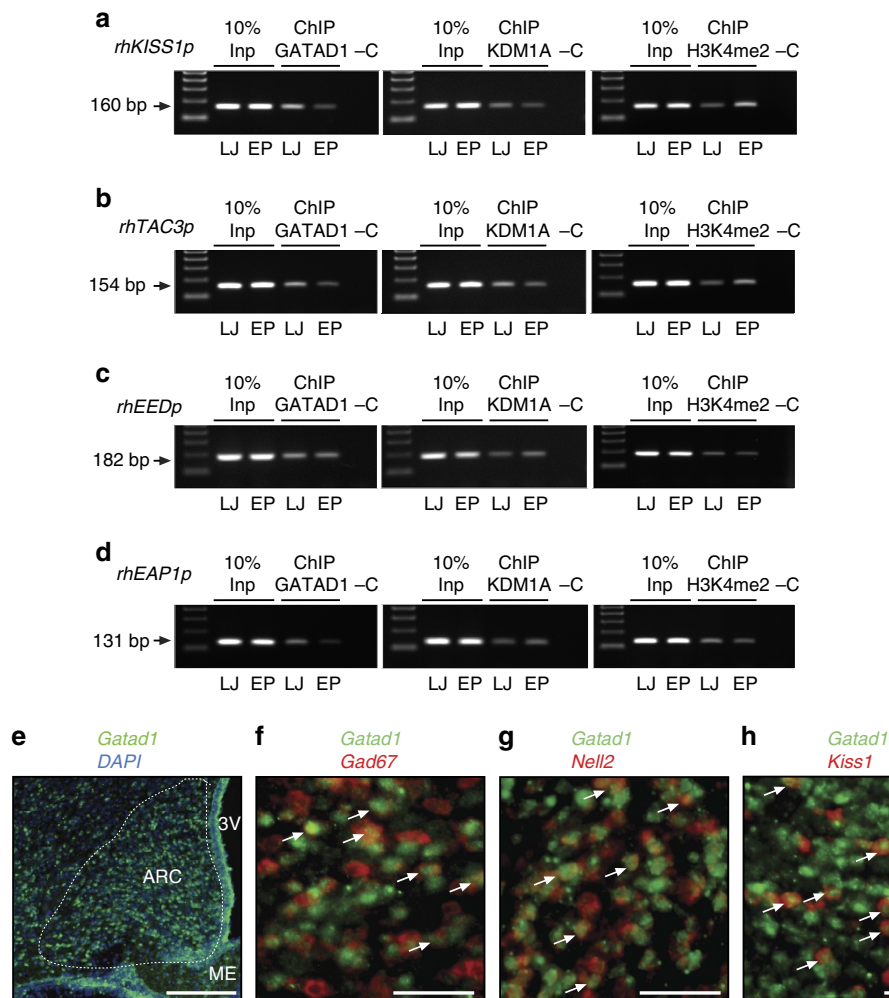 a
rhKISS1p
10% Inp ChIP GATAD1 –C 10% Inp ChIP KDM1A –C 10% Inp ChIP H3K4me2 –C
160 bp
LJ EP LJ EP LJ EP LJ EP LJ EP LJ EP
b
rhTAC3p
10% Inp ChIP GATAD1 –C 10% Inp ChIP KDM1A –C 10% Inp ChIP H3K4me2 –C
154 bp
LJ EP LJ EP LJ EP LJ EP LJ EP LJ EP
c
rhEEDp
10% Inp ChIP GATAD1 –C 10% Inp ChIP KDM1A –C 10% Inp ChIP H3K4me2 –C
182 bp
LJ EP LJ EP LJ EP LJ EP LJ EP LJ EP
d
rhEAP1p
10% Inp ChIP GATAD1 –C 10% Inp ChIP KDM1A –C 10% Inp ChIP H3K4me2 –C
131 bp
LJ EP LJ EP LJ EP LJ EP LJ EP LJ EP
e
Gatad1
DAPI
3V
ARC
ME
f
Gatad1
Gad67
g
Gatad1
Nell2
h
Gatad1
Kiss1